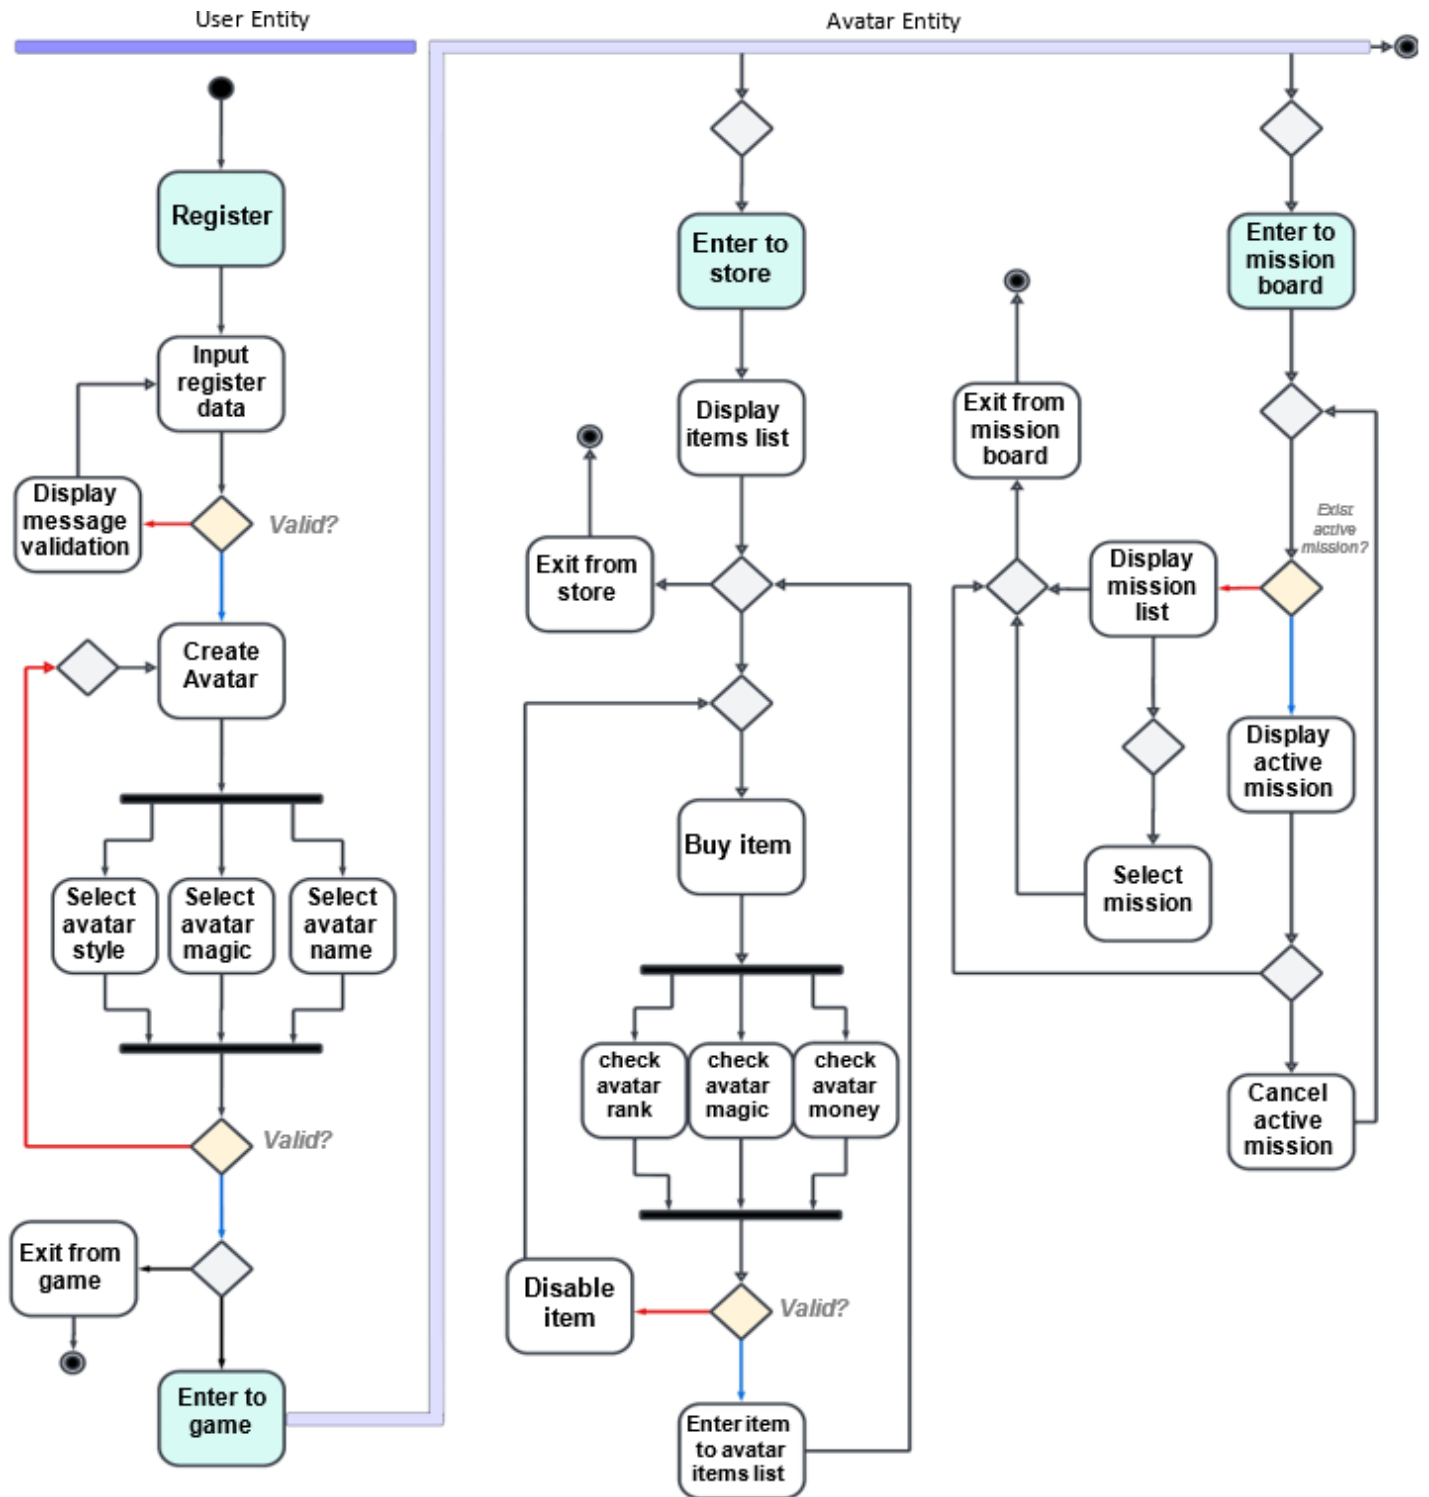 User Entity
Avatar Entity
Register
Input
register
data
Display
message
validation
Valid?
Create
Avatar
Select
avatar
style
Select
avatar
magic
Select
avatar
name
Valid?
Exit from
game
Enter to
game
Enter to
store
Display
items list
Exit from
store
Buy item
check
avatar
rank
check
avatar
magic
check
avatar
money
Disable
item
Valid?
Enter item
to avatar
items list
Enter to
mission
board
Exit from
mission
board
Exist
active
mission?
Display
mission
list
Display
active
mission
Select
mission
Cancel
active
mission